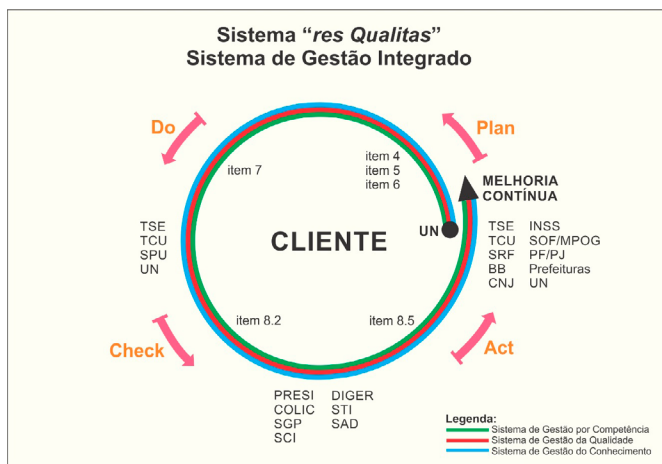 Sistema “res Qualitas”
Sistema de Gestão Integrado
Do
Plan
item 7
item 4
item 5
item 6
MELHORIA
CONTÍNUA
UN
CLIENTE
TSE
TCU
SPU
UN
TSE INSS
TCU SOF/MPOG
SRF PF/PJ
BB Prefeituras
CNJ UN
item 8.2
item 8.5
Check
Act
PRESI DIGER
COLIC STI
SGP SAD
SCI
Legenda:
Sistema de Gestão por Competência
Sistema de Gestão da Qualidade
Sistema de Gestão do Conhecimento